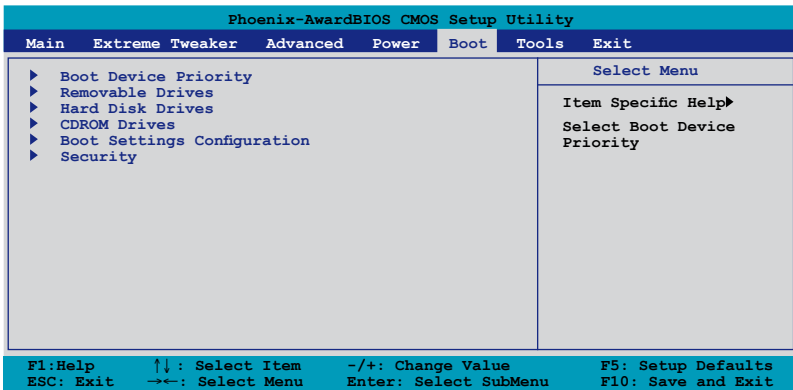 Phoenix-AwardBIOS CMOS Setup Utility
Main Extreme Tweaker Advanced Power Boot Tools Exit
Select Menu
Boot Device Priority
Removable Drives
Hard Disk Drives
CDROM Drives
Boot Settings Configuration
Security
Item Specific Help▶
Select Boot Device
Priority
F1:Help ↑↓ : Select Item -/+: Change Value F5: Setup Defaults
ESC: Exit →←: Select Menu Enter: Select SubMenu F10: Save and Exit